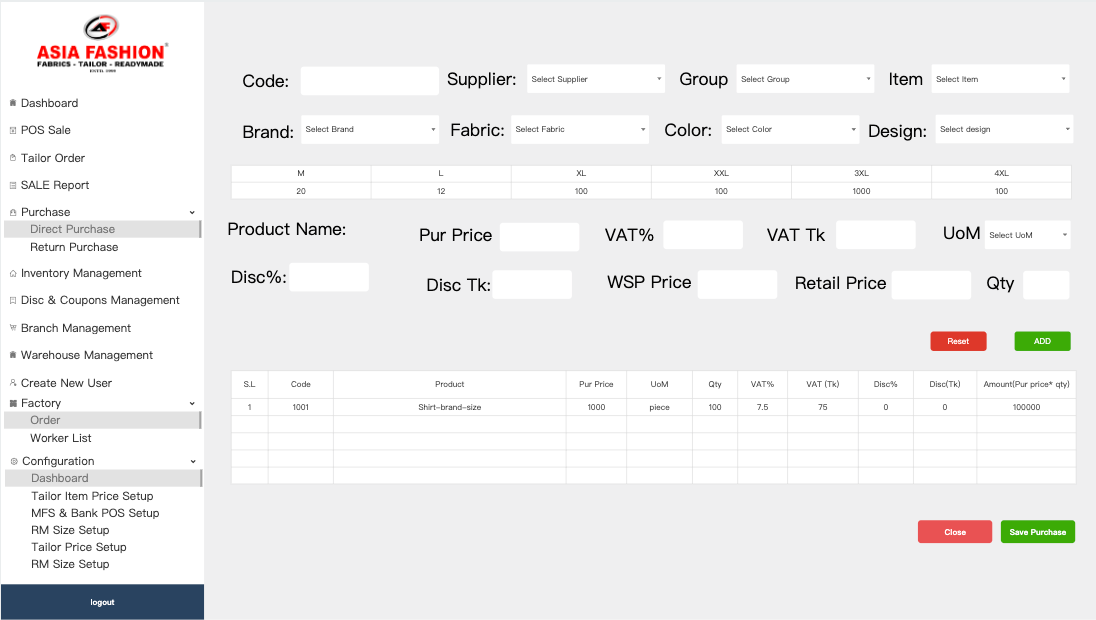 AF
ASIA FASHION
FABRICS - TAILOR - READYMADE
Dashboard
POS Sale
Tailor Order
SALE Report
Purchase
Direct Purchase
Return Purchase
Inventory Management
Disc & Coupons Management
Branch Management
Warehouse Management
Create New User
Factory
Order
Worker List
Configuration
Dashboard
Tailor Item Price Setup
MFS & Bank POS Setup
RM Size Setup
Tailor Price Setup
RM Size Setup
logout
Code: Supplier: Select Supplier Group Select Group Item Select Item
Brand: Select Brand Fabric: Select Fabric Color: Select Color Design: Select design
M L XL XXL 3XL 4XL
20 12 100 100 1000 100
Product Name: Pur Price VAT% VAT Tk UoM Select UoM
Disc%: Disc Tk: WSP Price Retail Price Qty
Reset ADD
S.L Code Product Pur Price UoM Qty VAT% VAT (Tk) Disc% Disc(Tk) Amount(Pur price* qty)
1 1001 Shirt-brand-size 1000 piece 100 7.5 75 0 0 100000
Close Save Purchase